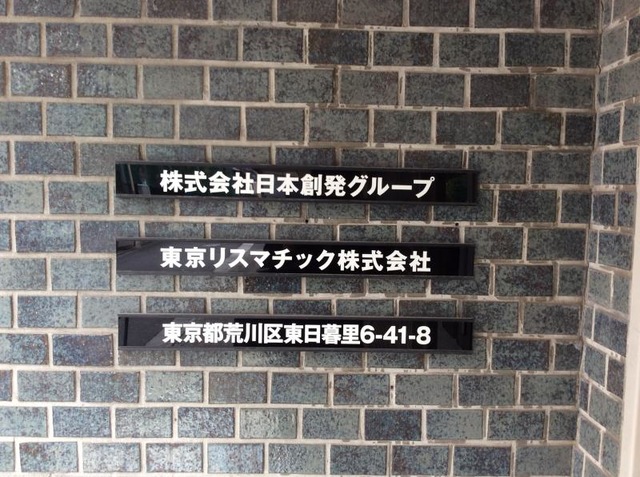 株式会社日本創発グループ
東京リスマチック株式会社
東京都荒川区東日暮里6-41-8